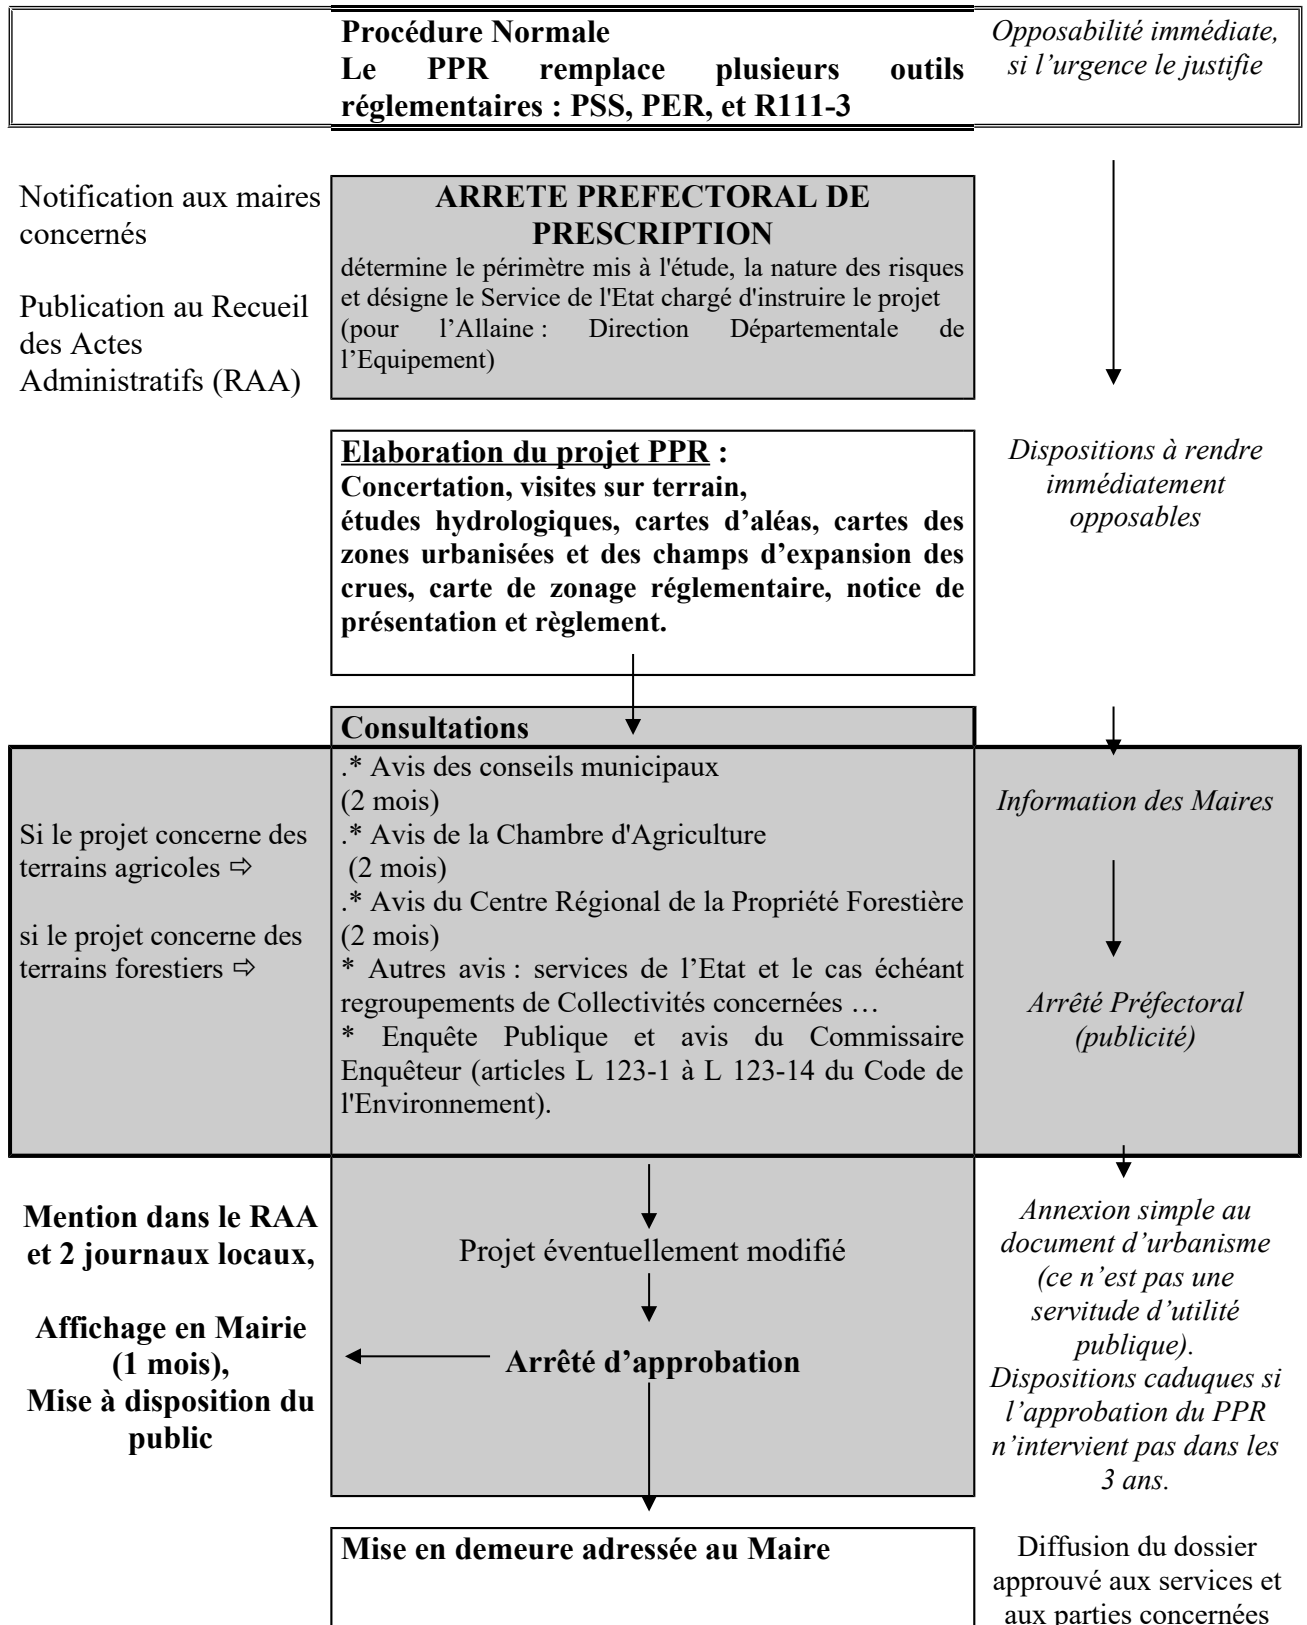 Procédure Normale
Le PPR remplace plusieurs outils
réglementaires : PSS, PER, et R111-3
Opposabilité immédiate,
si l’urgence le justifie
Notification aux maires
concernés
Publication au Recueil
des Actes
Administratifs (RAA)
ARRETE PREFECTORAL DE
PRESCRIPTION
détermine le périmètre mis à l'étude, la nature des risques
et désigne le Service de l'Etat chargé d'instruire le projet
(pour l’Allaine : Direction Départementale de
l’Equipement)
Elaboration du projet PPR :
Concertation, visites sur terrain,
études hydrologiques, cartes d’aléas, cartes des
zones urbanisées et des champs d’expansion des
crues, carte de zonage réglementaire, notice de
présentation et règlement.
Dispositions à rendre
immédiatement
opposables
Consultations
Si le projet concerne des
terrains agricoles ⇨
si le projet concerne des
terrains forestiers ⇨
.* Avis des conseils municipaux
(2 mois)
.* Avis de la Chambre d'Agriculture
(2 mois)
.* Avis du Centre Régional de la Propriété Forestière
(2 mois)
* Autres avis : services de l’Etat et le cas échéant
regroupements de Collectivités concernées …
* Enquête Publique et avis du Commissaire
Enquêteur (articles L 123-1 à L 123-14 du Code de
l'Environnement).
Information des Maires
Arrêté Préfectoral
(publicité)
Mention dans le RAA
et 2 journaux locaux,
Affichage en Mairie
(1 mois),
Mise à disposition du
public
Projet éventuellement modifié
Arrêté d’approbation
Annexion simple au
document d’urbanisme
(ce n’est pas une
servitude d’utilité
publique).
Dispositions caduques si
l’approbation du PPR
n’intervient pas dans les
3 ans.
Mise en demeure adressée au Maire
Diffusion du dossier
approuvé aux services et
aux parties concernées